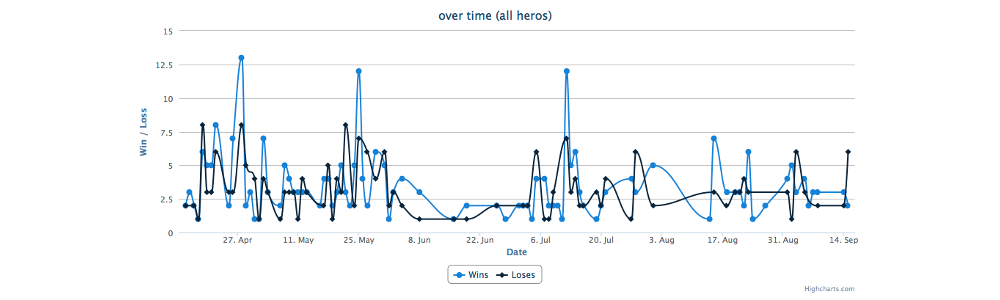 over time (all heros)
15
12.5
10
7.5
5
2.5
0
Win / Loss
27. Apr 11. May 25. May 8. Jun 22. Jun 6. Jul 20. Jul 3. Aug 17. Aug 31. Aug 14. Sep
Date
Wins Loses
Highcharts.com